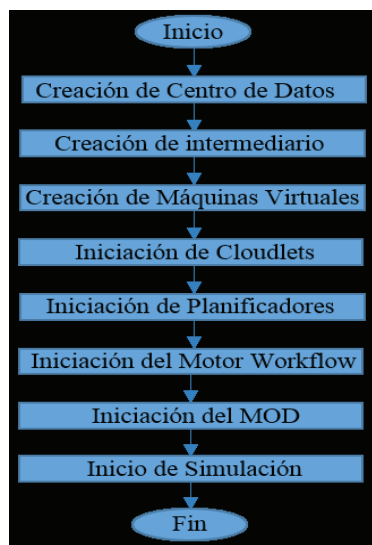 Inicio
Creación de Centro de Datos
Creación de intermediario
Creación de Máquinas Virtuales
Iniciación de Cloudlets
Iniciación de Planificadores
Iniciación del Motor Workflow
Iniciación del MOD
Inicio de Simulación
Fin